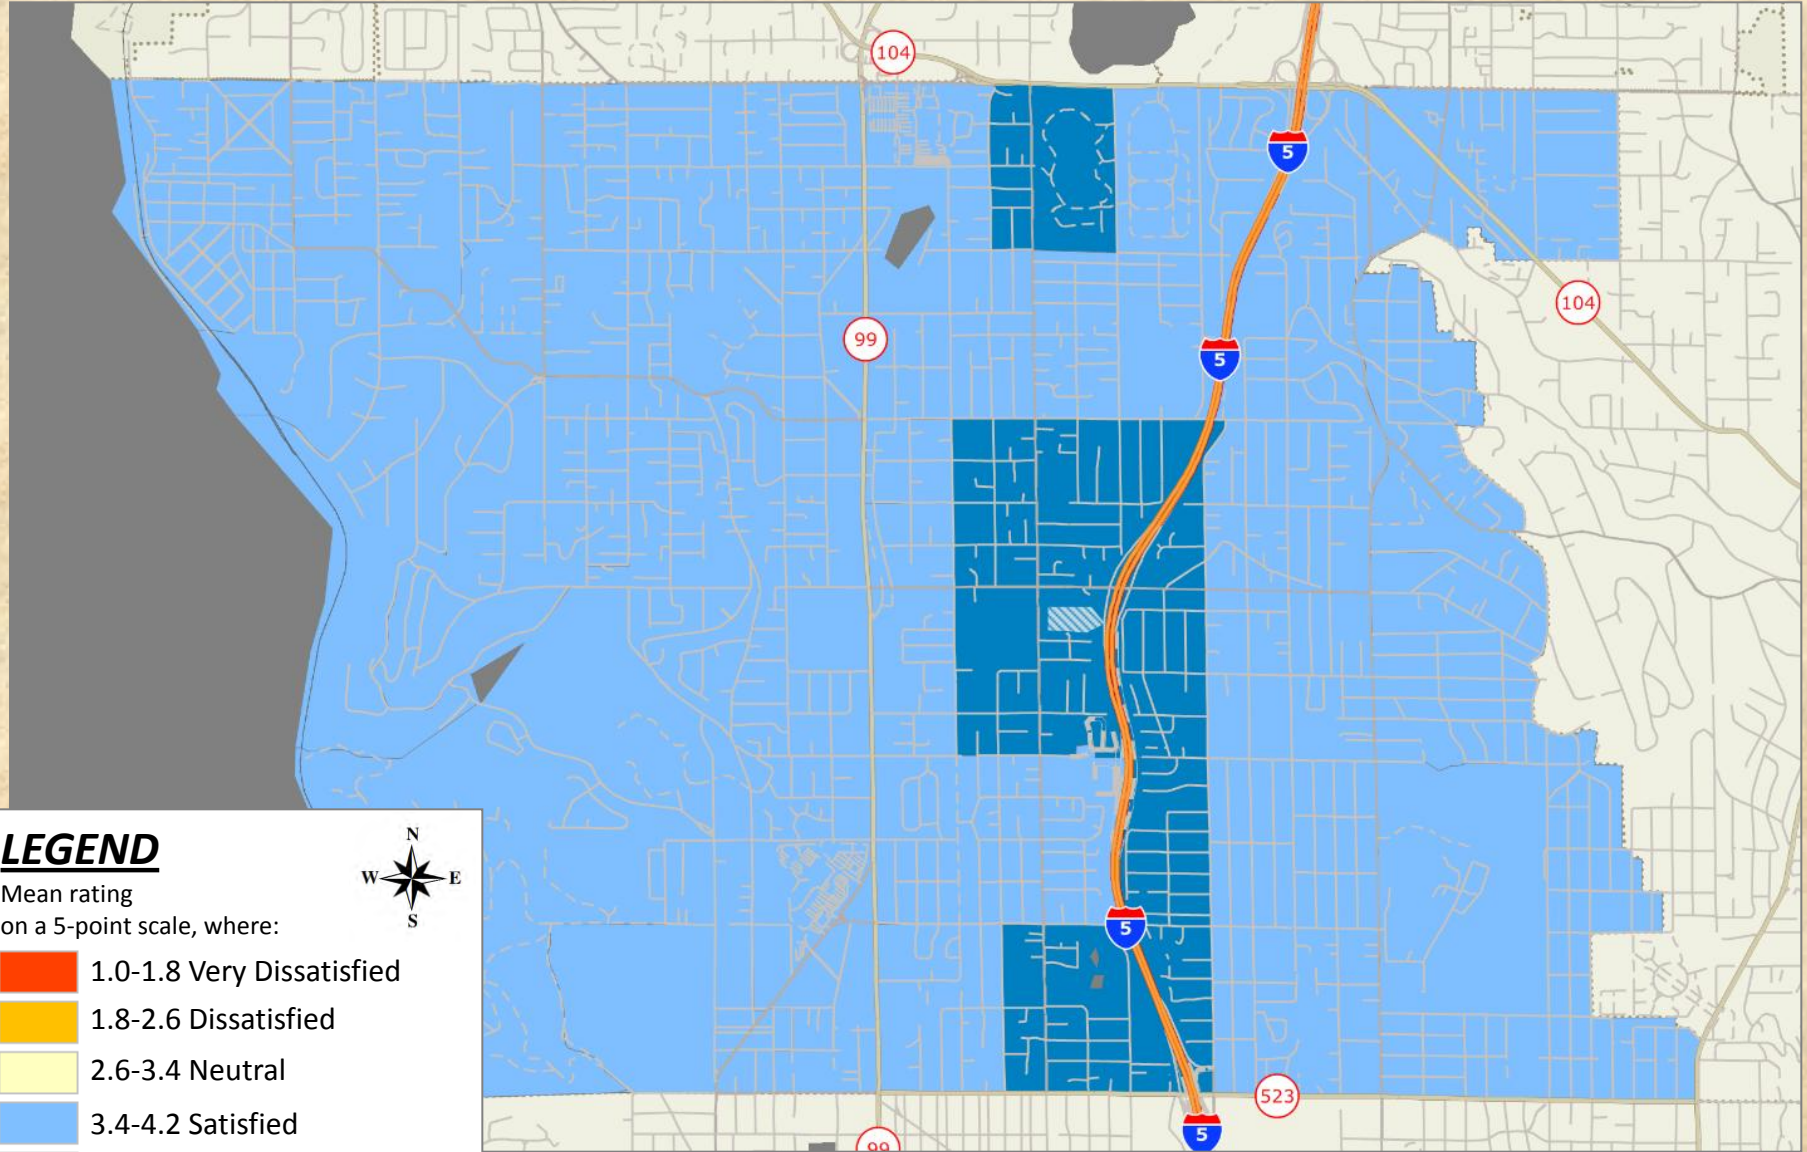 104
5
104
99
5
5
523
5
99
LEGEND
N
W E
S
Mean rating
on a 5-point scale, where:
1.0-1.8 Very Dissatisfied
1.8-2.6 Dissatisfied
2.6-3.4 Neutral
3.4-4.2 Satisfied